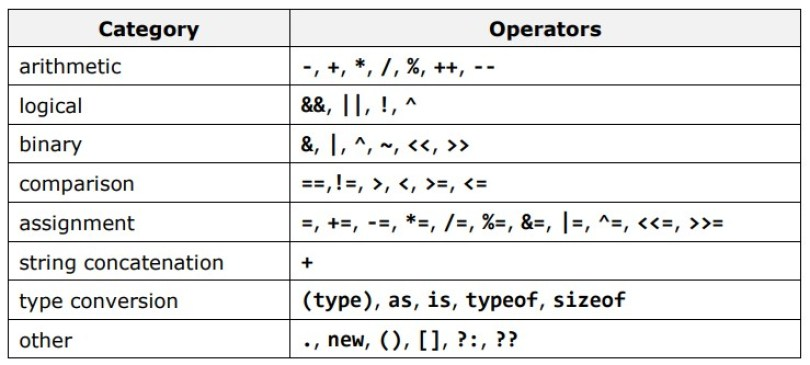 Category Operators
arithmetic -, +, *, /, %, ++, --
logical &&, ||, !, ^
binary &, |, ^, ~, <<, >>
comparison ==,!=, >, <, >=, <=
assignment =, +=, -=, *=, /=, %=, &=, |=, ^=, <<=, >>=
string concatenation +
type conversion (type), as, is, typeof, sizeof
other ., new, (), [], ?:, ??